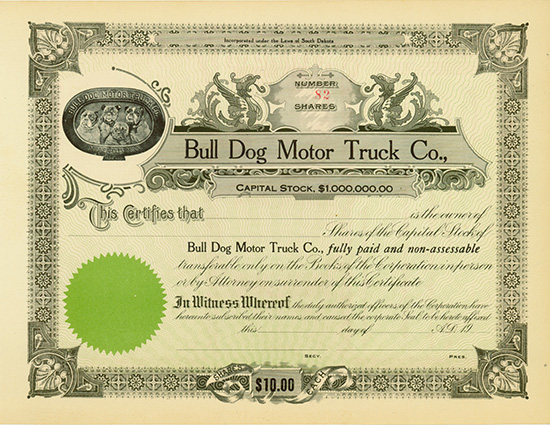 Incorporated under the Laws of South Dakota
BULL DOG MOTOR TRUCK CO.
NUMBER
82
SHARES
Bull Dog Motor Truck Co.,
CAPITAL STOCK, $1,000,000.00
This Certifies that is the owner of
Shares of the Capital Stock of
Bull Dog Motor Truck Co., fully paid and non-assessable
transferable only on the Books of the Corporation in person
or by Attorney on surrender of this Certificate
In Witness Whereof the duly authorized officers of the Corporation have
hereunto subscribed their names and caused the corporate Seal to be hereto affixed
this day of A.D. 19
SECY. PRES.
SHARES $10.00 EACH